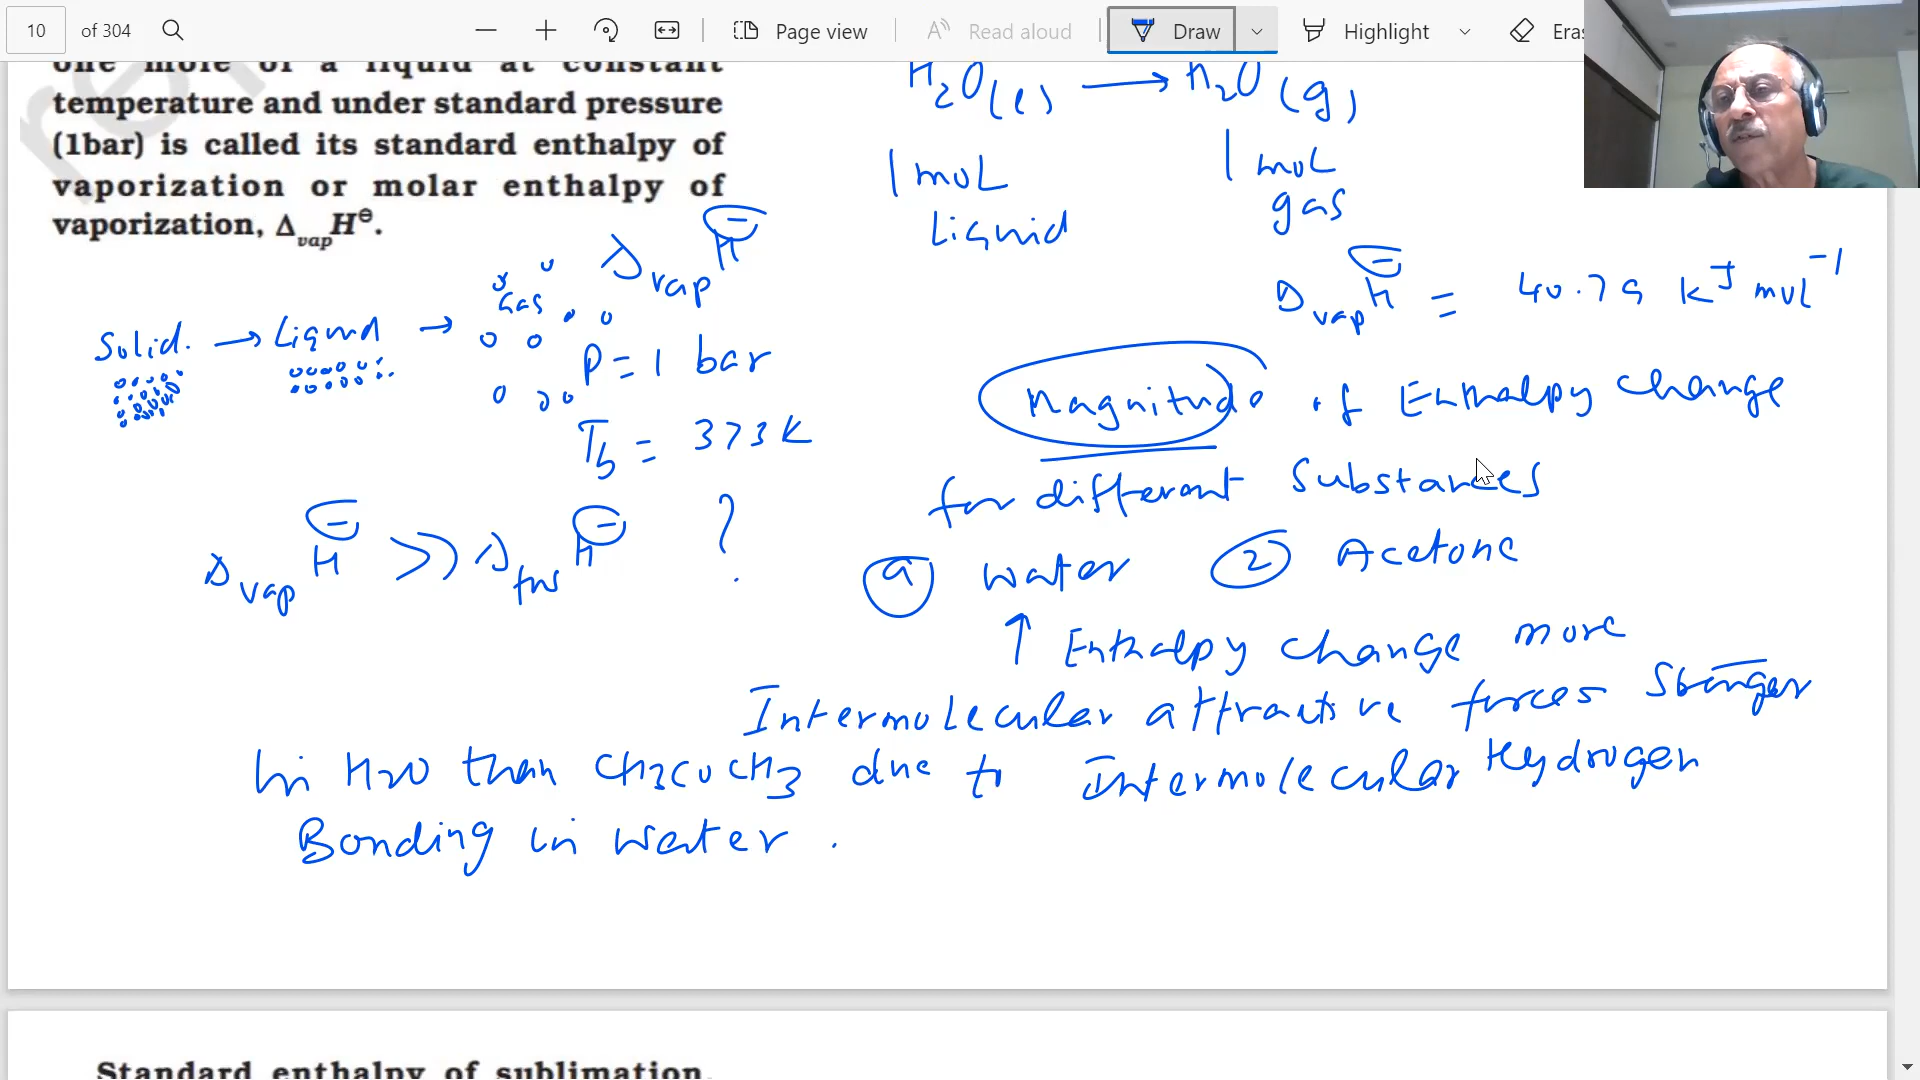 10 of 304
Page view
Read aloud
Draw
Highlight
Eras
one mole of a liquid at constant
temperature and under standard pressure
(1bar) is called its standard enthalpy of
vaporization or molar enthalpy of
vaporization, ΔvapH⊖.
H2O(l) → H2O(g)
1 mol
Liquid
1 mol
gas
ΔvapH⊖
ΔvapH⊖ = 40.79 kJ mol-1
Solid. → Liquid → Gas
P = 1 bar
Tb = 373 K
ΔvapH⊖ >> ΔfusH⊖ ?
Magnitude of Enthalpy change
for different Substances
a water 2 Acetone
↑ Enthalpy change more
Intermolecular attractive forces Stronger
in H2O than CH3COCH3 due to Intermolecular Hydrogen
Bonding in water.
Standard enthalpy of sublimation,